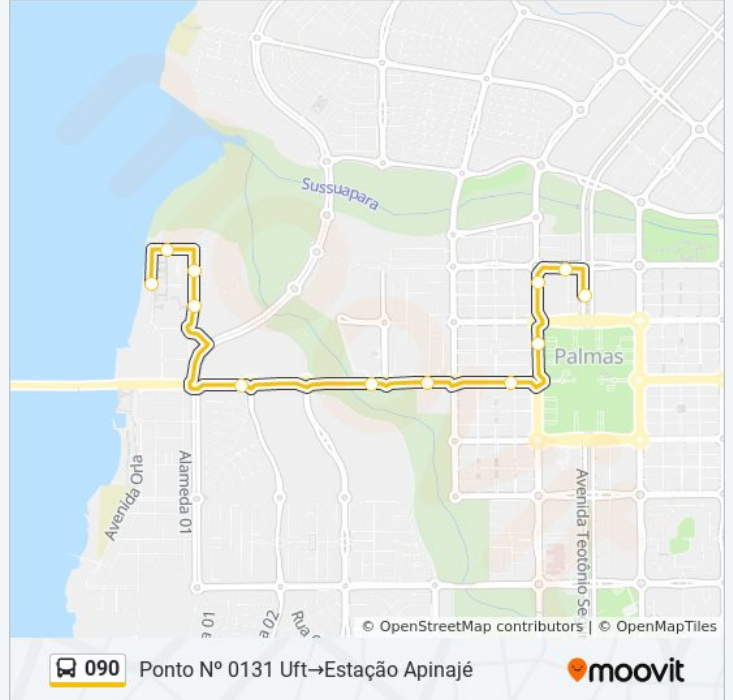 Sussuapara
Palmas
Avenida Orla
Alameda 01
Avenida Teotônio Segu
© OpenStreetMap contributors | © OpenMapTiles
090 Ponto Nº 0131 Uft→Estação Apinajé
moovit